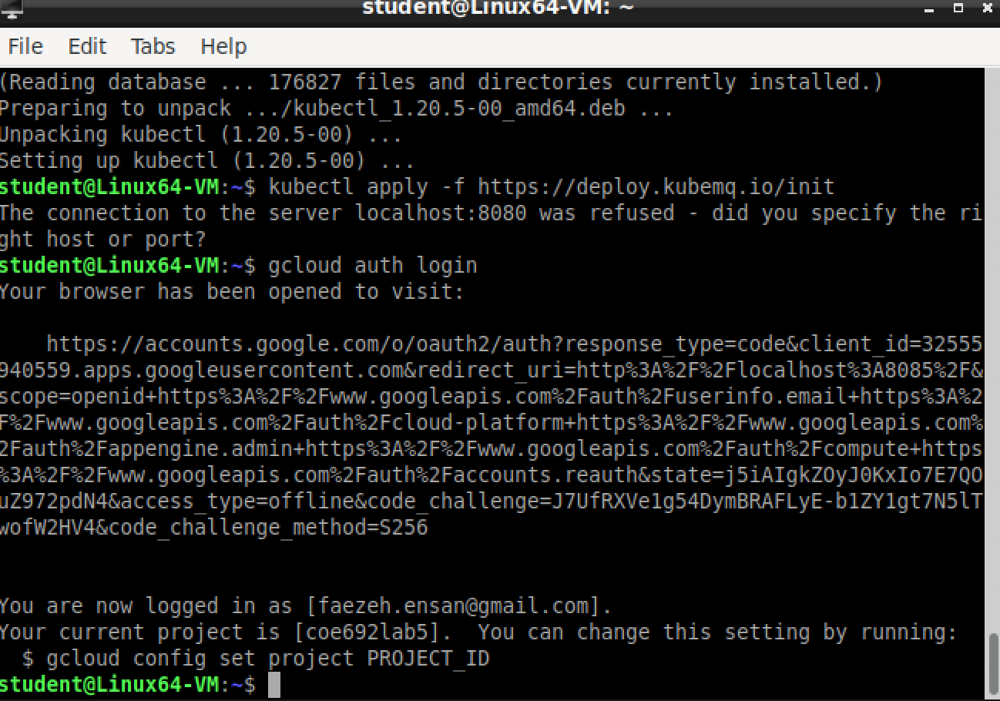 student@Linux64-VM: ~
File Edit Tabs Help
(Reading database ... 176827 files and directories currently installed.)
Preparing to unpack .../kubectl_1.20.5-00_amd64.deb ...
Unpacking kubectl (1.20.5-00) ...
Setting up kubectl (1.20.5-00) ...
student@Linux64-VM:~$ kubectl apply -f https://deploy.kubemq.io/init
The connection to the server localhost:8080 was refused - did you specify the ri
ght host or port?
student@Linux64-VM:~$ gcloud auth login
Your browser has been opened to visit:
https://accounts.google.com/o/oauth2/auth?response_type=code&client_id=32555
940559.apps.googleusercontent.com&redirect_uri=http%3A%2F%2Flocalhost%3A8085%2F&
scope=openid+https%3A%2F%2Fwww.googleapis.com%2Fauth%2Fuserinfo.email+https%3A%2
F%2Fwww.googleapis.com%2Fauth%2Fcloud-platform+https%3A%2F%2Fwww.googleapis.com%
2Fauth%2Fappengine.admin+https%3A%2F%2Fwww.googleapis.com%2Fauth%2Fcompute+https
%3A%2F%2Fwww.googleapis.com%2Fauth%2Faccounts.reauth&state=j5iAIgkZOyJ0KxIo7E7QO
uZ972pdN4&access_type=offline&code_challenge=J7UfRXVe1g54DymBRAFLyE-b1ZY1gt7N5lT
wofW2HV4&code_challenge_method=S256
You are now logged in as [faezeh.ensan@gmail.com].
Your current project is [coe692lab5].  You can change this setting by running:
$ gcloud config set project PROJECT_ID
student@Linux64-VM:~$